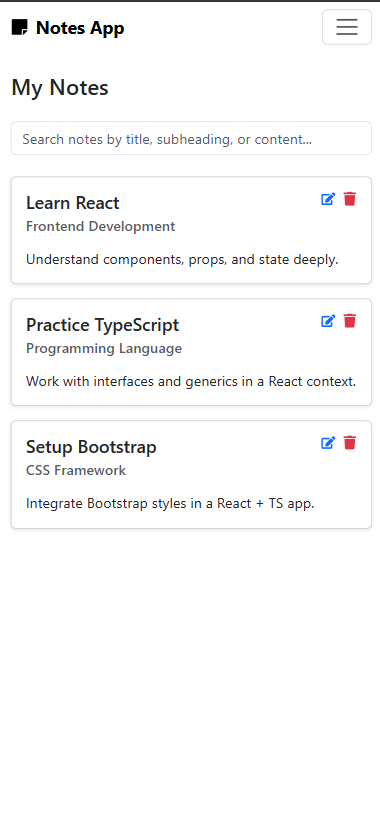 Notes App
My Notes
Search notes by title, subheading, or content...
Learn React
Frontend Development
Understand components, props, and state deeply.
Practice TypeScript
Programming Language
Work with interfaces and generics in a React context.
Setup Bootstrap
CSS Framework
Integrate Bootstrap styles in a React + TS app.